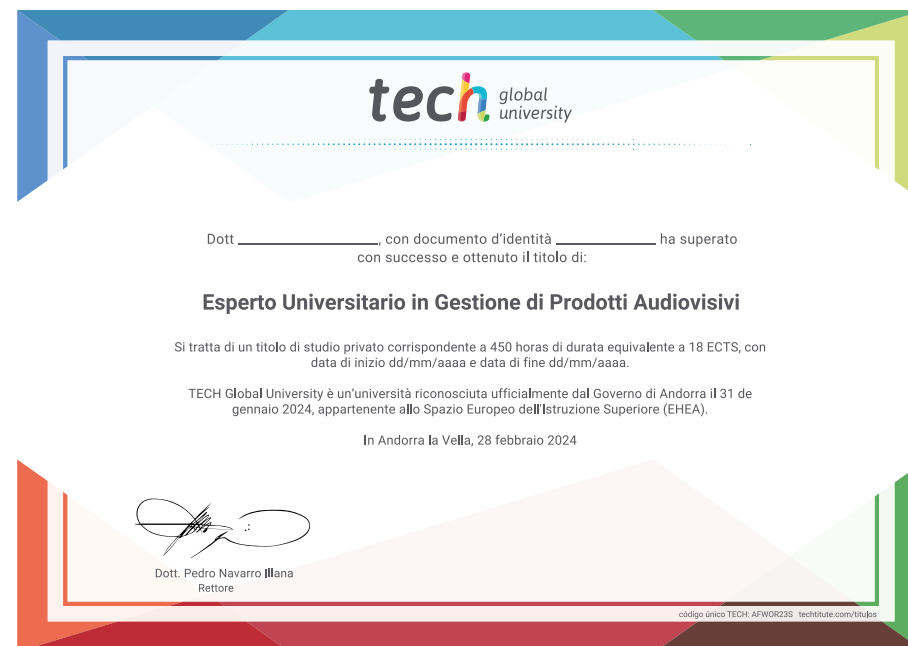 tech global
university
Dott ________________, con documento d’identità ____________ ha superato
con successo e ottenuto il titolo di:
Esperto Universitario in Gestione di Prodotti Audiovisivi
Si tratta di un titolo di studio privato corrispondente a 450 horas di durata equivalente a 18 ECTS, con
data di inizio dd/mm/aaaa e data di fine dd/mm/aaaa.
TECH Global University è un’università riconosciuta ufficialmente dal Governo di Andorra il 31 de
gennaio 2024, appartenente allo Spazio Europeo dell'Istruzione Superiore (EHEA).
In Andorra la Vella, 28 febbraio 2024
Dott. Pedro Navarro Illana
Rettore
código único TECH: AFWOR23S techtitute.com/titulos